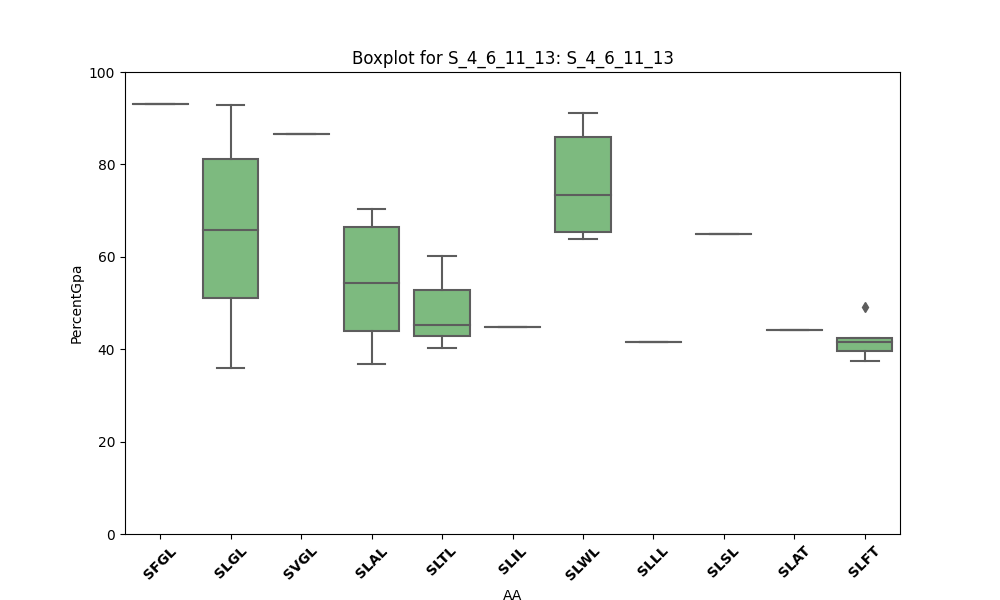 Boxplot for S_4_6_11_13: S_4_6_11_13
100
80
60
40
20
0
PercentGpa
SFGL SLGL SVGL SLAL SLTL SLIL SLWL SLLL SLSL SLAT SLFT
AA